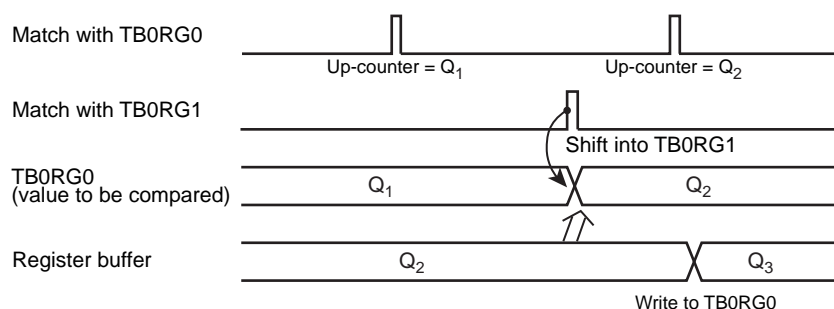 Match with TB0RG0
Up-counter = Q1
Up-counter = Q2
Match with TB0RG1
Shift into TB0RG1
TB0RG0
(value to be compared)
Q1
Q2
Register buffer
Q2
Q3
Write to TB0RG0